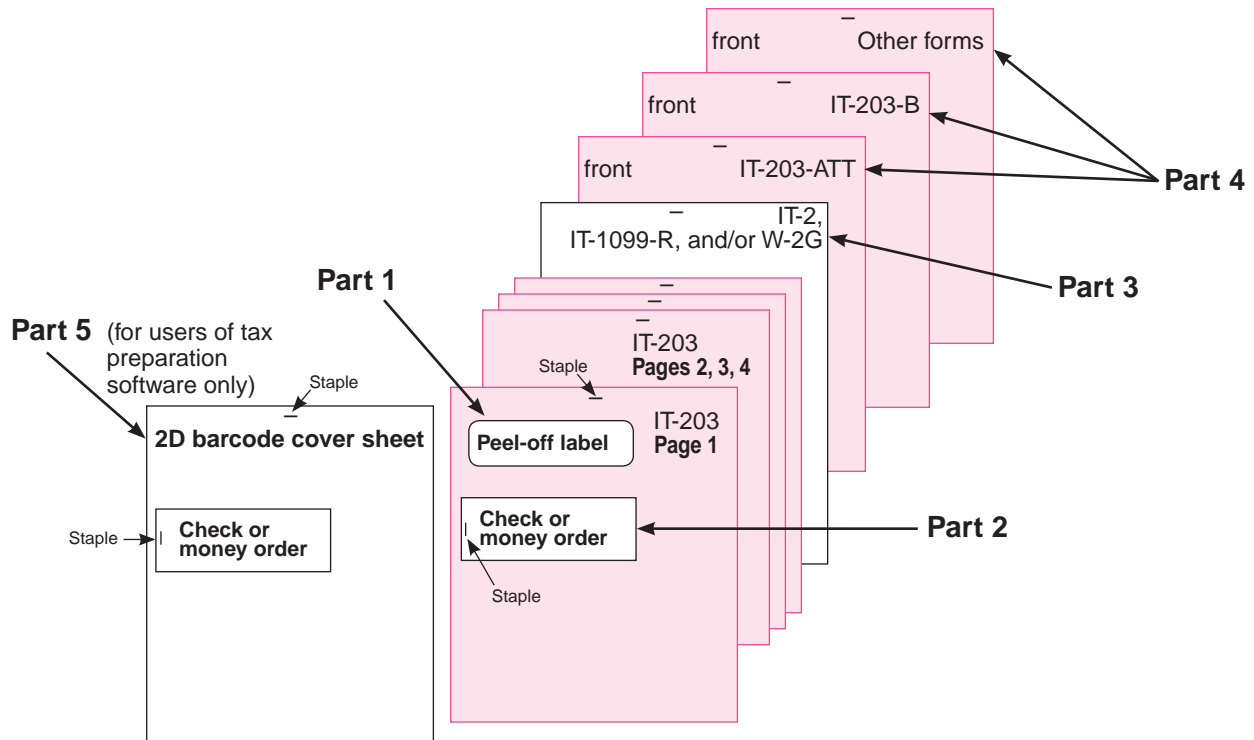 front Other forms
front IT-203-B
front IT-203-ATT
Part 4
IT-2,
IT-1099-R, and/or W-2G
Part 3
Part 1
Part 5 (for users of tax
preparation
software only)
IT-203
Pages 2, 3, 4
Staple
Staple
2D barcode cover sheet
IT-203
Page 1
Peel-off label
Check or
money order
Part 2
Staple
Staple
Check or
money order